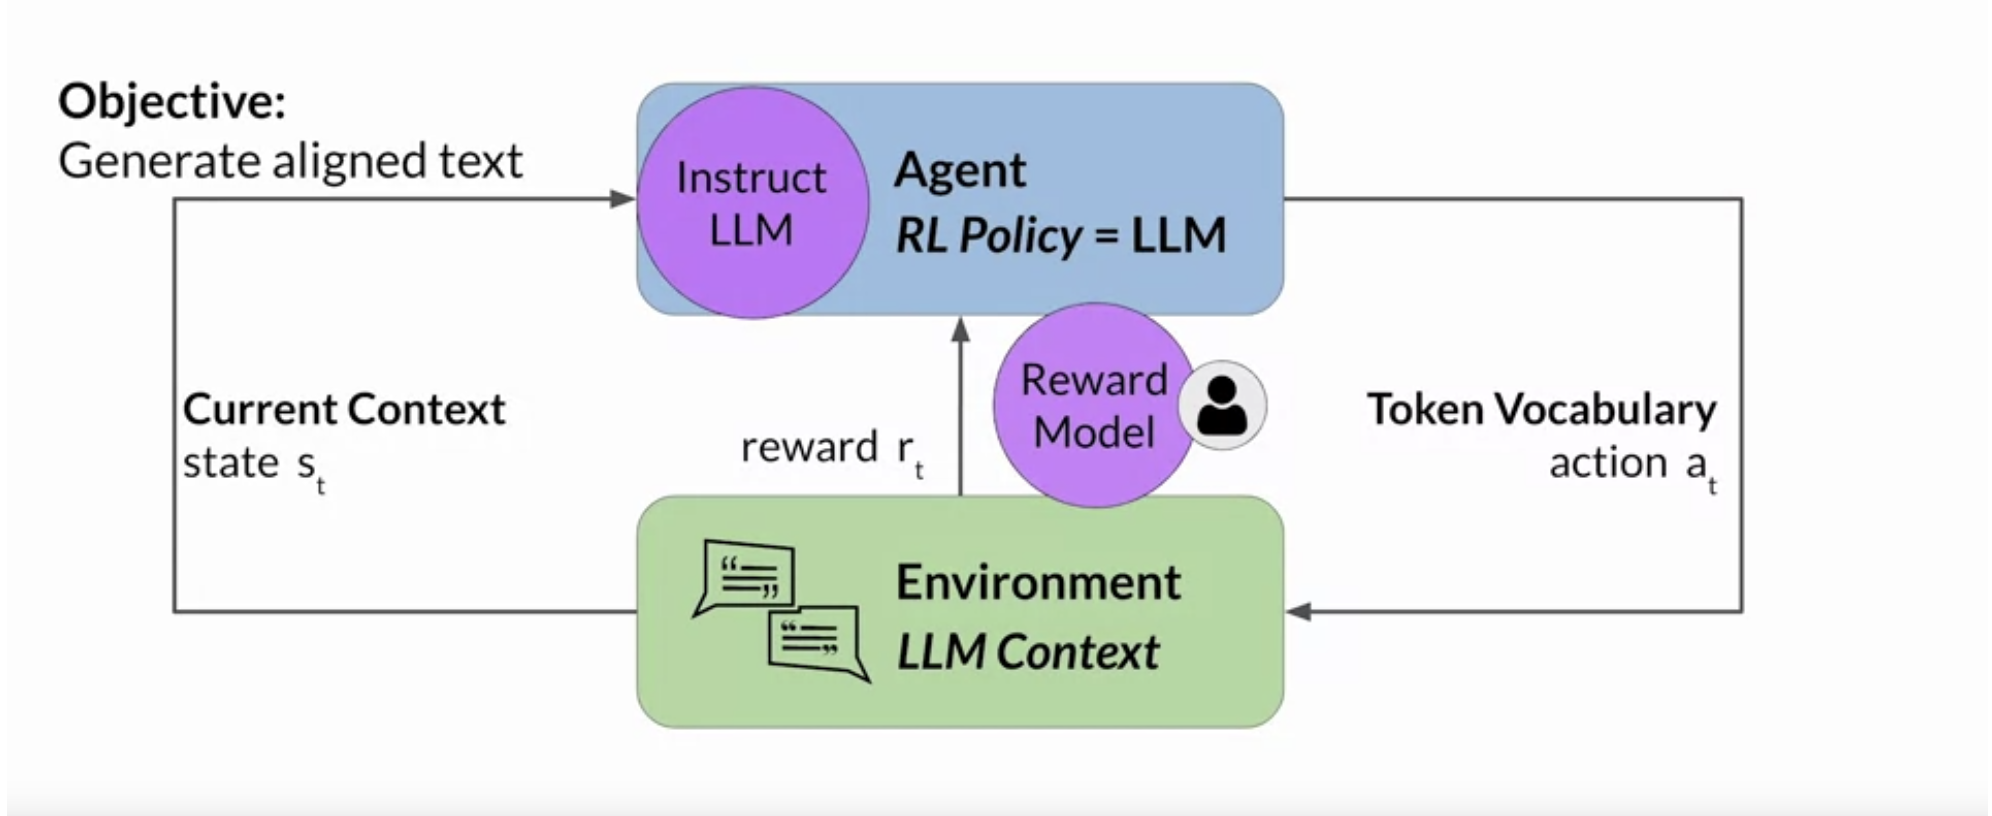 Objective:
Generate aligned text
Instruct
LLM
Agent
RL Policy = LLM
Current Context
state s_t
reward r_t
Reward
Model
Token Vocabulary
action a_t
Environment
LLM Context